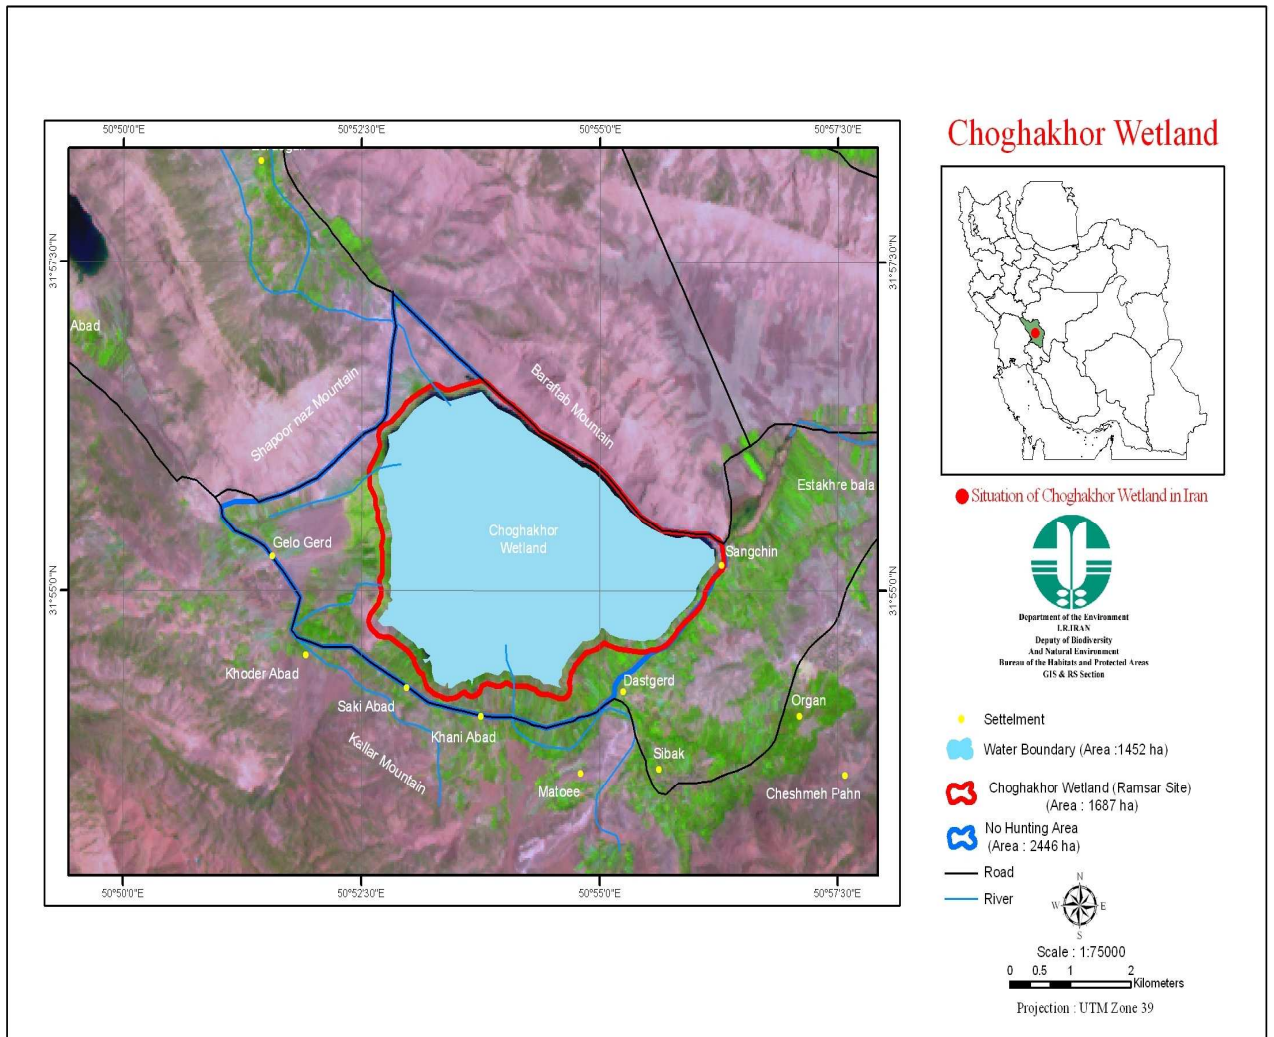 Choghakhor Wetland
50°50'0"E
50°52'30"E
50°55'0"E
50°57'30"E
31°57'30"N
31°57'30"N
Abad
Shapoor naz Mountain
Baraftab Mountain
Estakhre bala
Choghakhor
Wetland
Gelo Gerd
Sangchin
31°55'0"N
31°55'0"N
Khoder Abad
Saki Abad
Dastgerd
Organ
Khani Abad
Kallar Mountain
Sibak
Matoee
Cheshmeh Pahn
50°50'0"E
50°52'30"E
50°55'0"E
50°57'30"E
Situation of Choghakhor Wetland in Iran
Department of the Environment
I.R.IRAN
Deputy of Biodiversity
And Natural Environment
Bureau of the Habitats and Protected Areas
GIS & RS Section
Settelment
Water Boundary (Area :1452 ha)
Choghakhor Wetland (Ramsar Site)
(Area : 1687 ha)
No Hunting Area
(Area : 2446 ha)
Road
River
N
W
E
S
Scale : 1:75000
0 0.5 1 2
Kilometers
Projection : UTM Zone 39